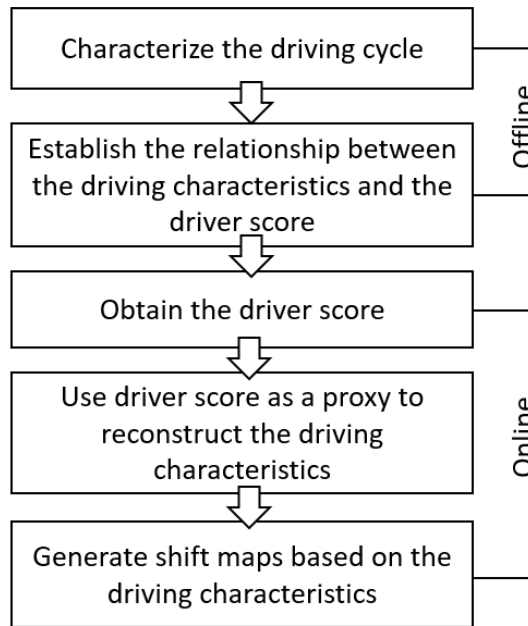 Characterize the driving cycle
Offline
Establish the relationship between
the driving characteristics and the
driver score
Obtain the driver score
Use driver score as a proxy to
reconstruct the driving
characteristics
Online
Generate shift maps based on the
driving characteristics